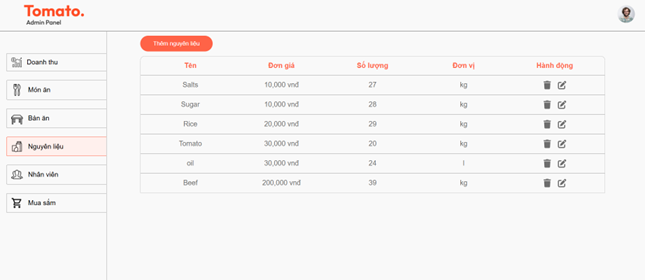 Tomato.
Admin Panel
Doanh thu
Món ăn
Bàn ăn
Nguyên liệu
Nhân viên
Mua sắm
Thêm nguyên liệu
Tên Đơn giá Số lượng Đơn vị Hành động
Salts 10,000 vnđ 27 kg
Sugar 10,000 vnđ 28 kg
Rice 20,000 vnđ 29 kg
Tomato 30,000 vnđ 20 kg
oil 30,000 vnđ 24 l
Beef 200,000 vnđ 39 kg